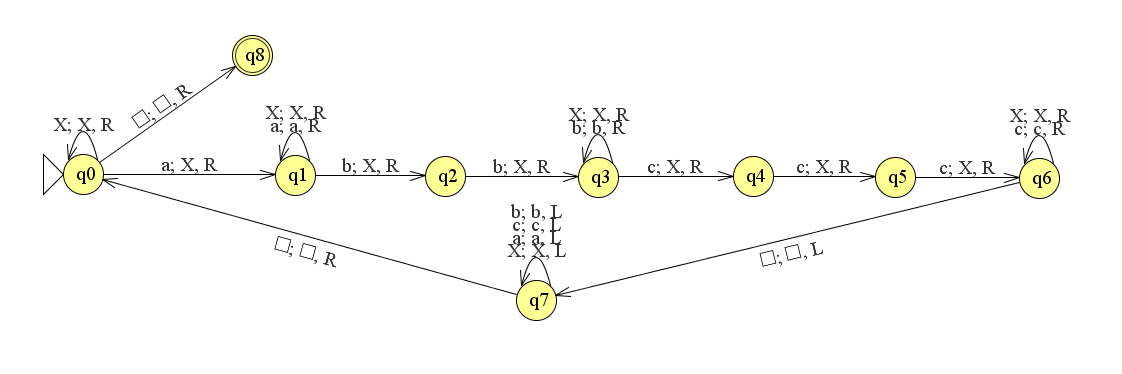 q8
□; □, R
X; X, R
q0
X; X, R
a; a, R
a; X, R
q1
b; X, R
q2
b; X, R
X; X, R
b; b, R
q3
c; X, R
q4
c; X, R
q5
c; X, R
X; X, R
c; c, R
q6
□; □, R
b; b, L
c; c, L
a; a, L
X; X, L
q7
□; □, L